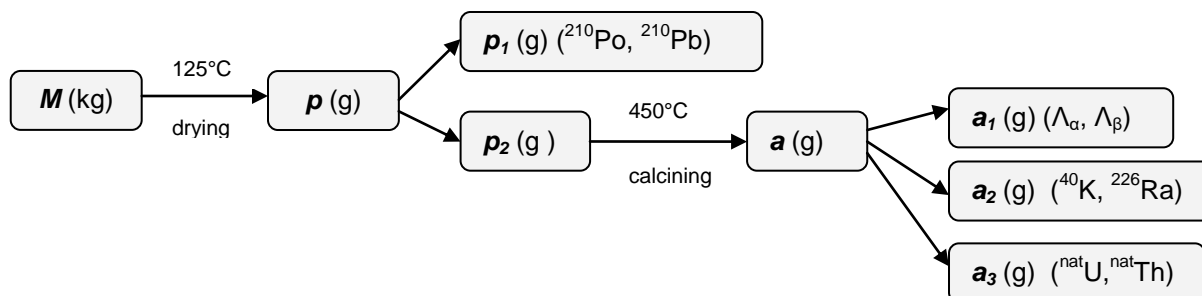 M (kg)
125°C
drying
p (g)
p₁ (g) (²¹⁰Po, ²¹⁰Pb)
p₂ (g )
450°C
calcining
a (g)
a₁ (g) (Λα, Λβ)
a₂ (g) (⁴⁰K, ²²⁶Ra)
a₃ (g) (ⁿᵃᵗU,ⁿᵃᵗTh)